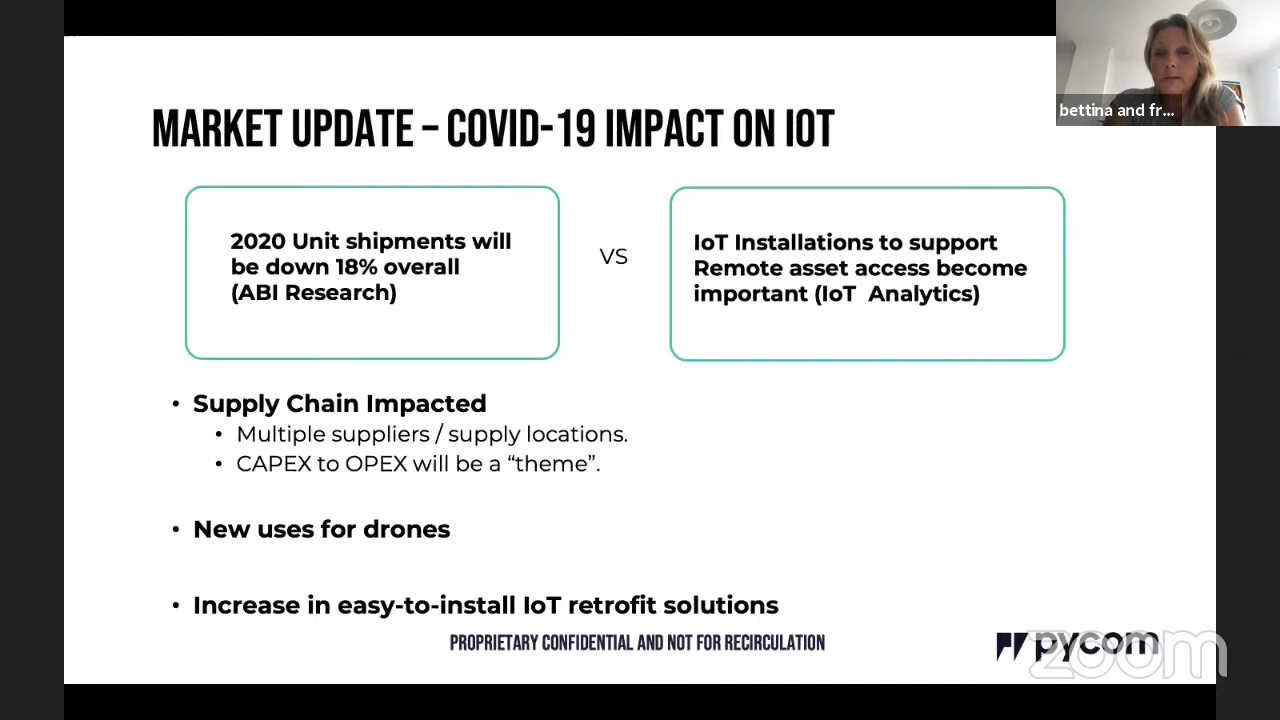 bettina and fr...
MARKET UPDATE – COVID-19 IMPACT ON IOT
2020 Unit shipments will
be down 18% overall
(ABI Research)
VS
IoT Installations to support
Remote asset access become
important (IoT Analytics)
• Supply Chain Impacted
• Multiple suppliers / supply locations.
• CAPEX to OPEX will be a “theme”.
• New uses for drones
• Increase in easy-to-install IoT retrofit solutions
PROPRIETARY CONFIDENTIAL AND NOT FOR RECIRCULATION
pycom
zoom